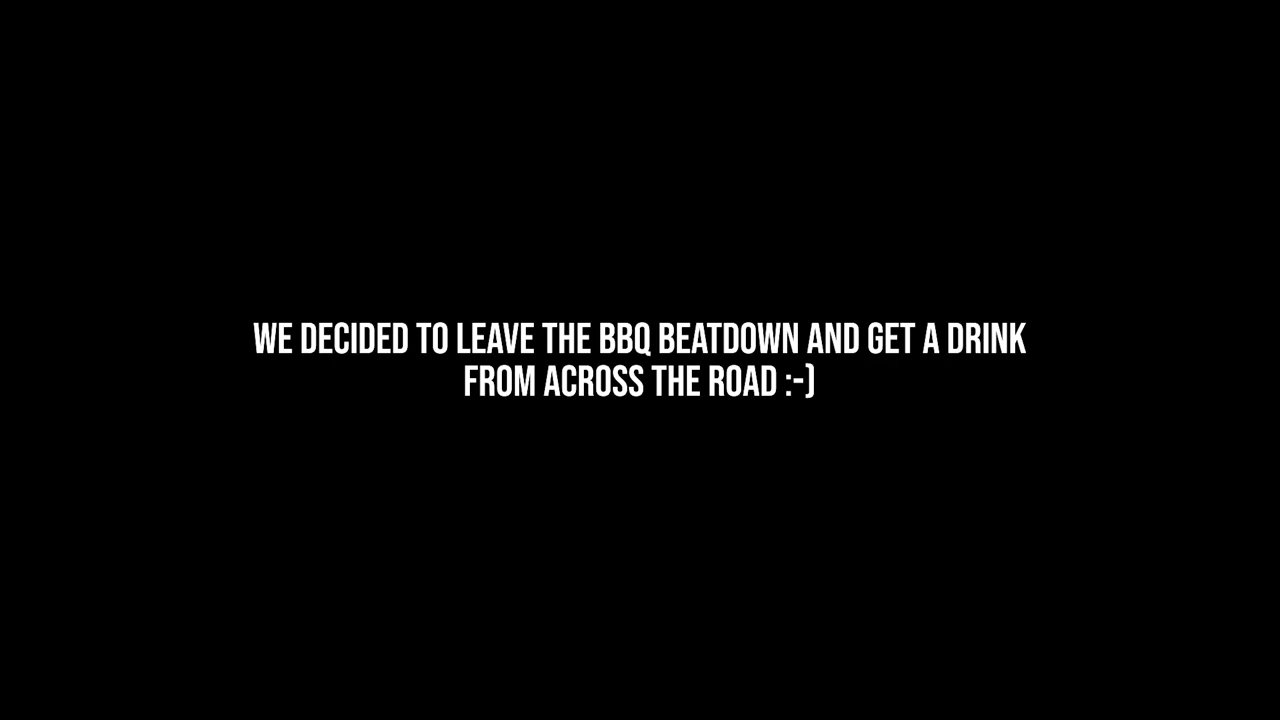 WE DECIDED TO LEAVE THE BBQ BEATDOWN AND GET A DRINK
FROM ACROSS THE ROAD :-)